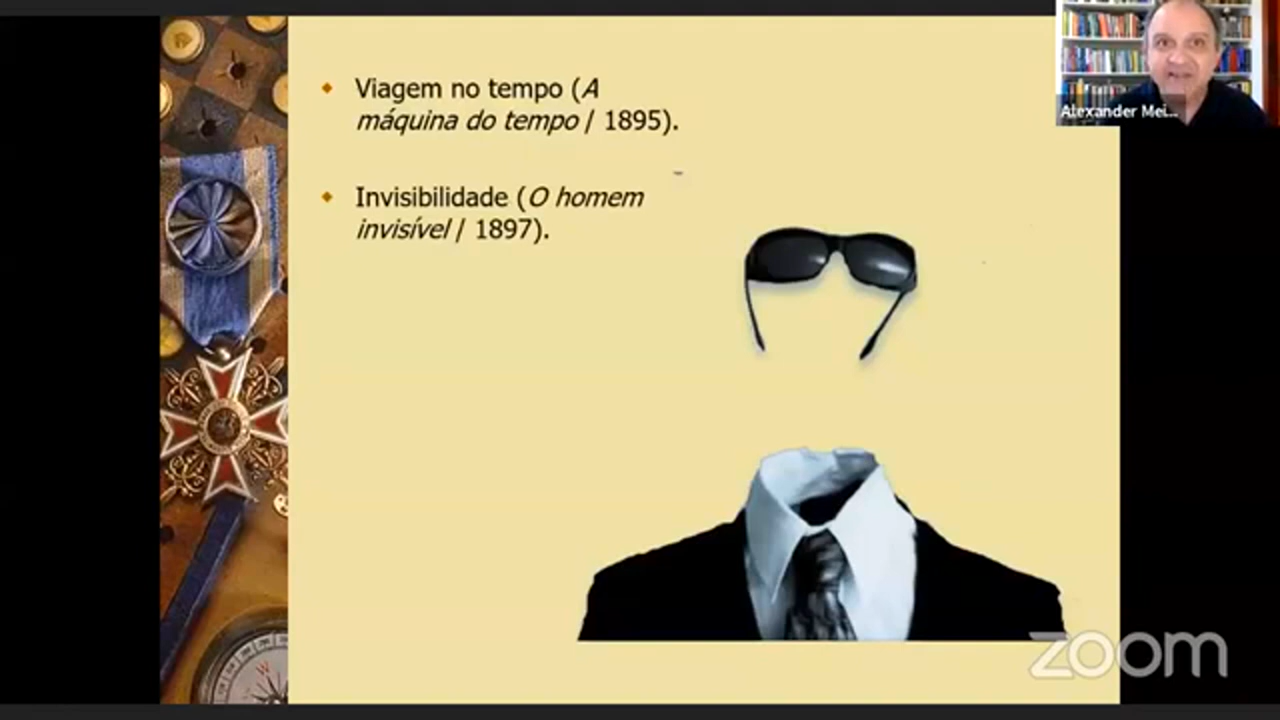 Viagem no tempo (A
máquina do tempo / 1895).
Invisibilidade (O homem
invisível / 1897).
Alexander Mei...
zoom